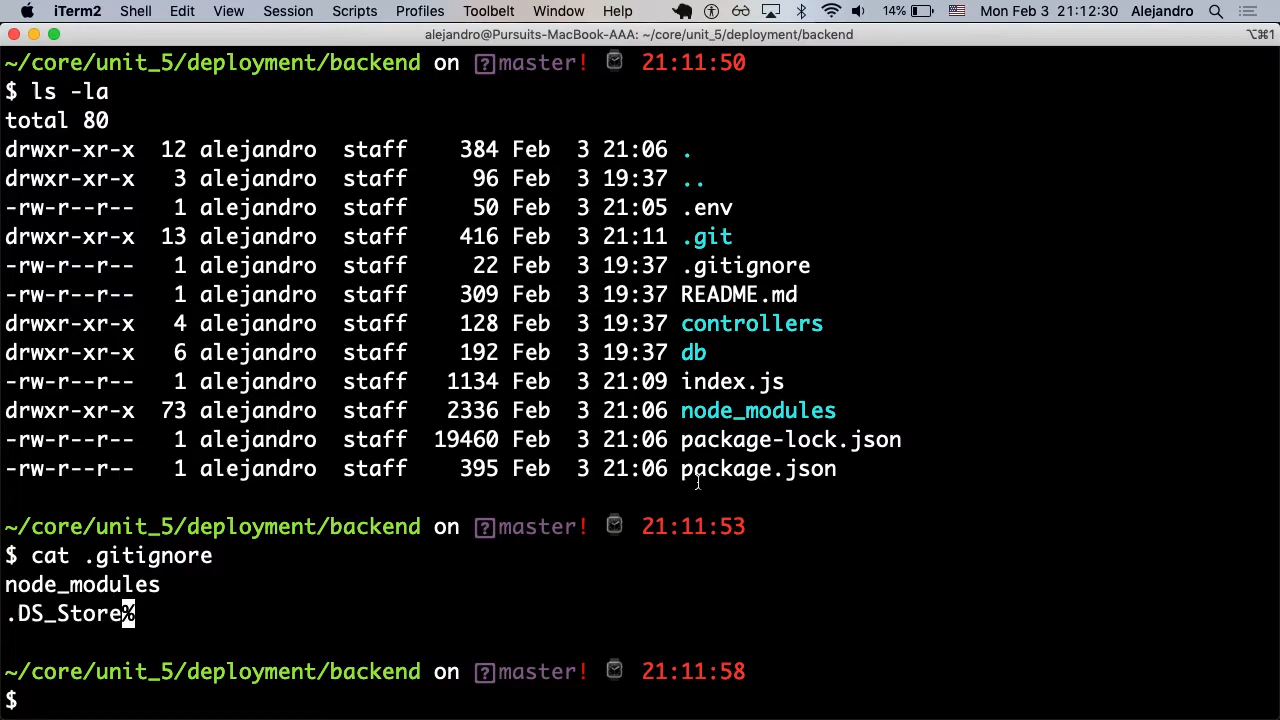 iTerm2 Shell Edit View Session Scripts Profiles Toolbelt Window Help 14% Mon Feb 3 21:12:30 Alejandro
alejandro@Pursuits-MacBook-AAA: ~/core/unit_5/deployment/backend ⌥⌘1
~/core/unit_5/deployment/backend on ?master! 21:11:50
$ ls -la
total 80
drwxr-xr-x 12 alejandro staff 384 Feb 3 21:06 .
drwxr-xr-x 3 alejandro staff 96 Feb 3 19:37 ..
-rw-r--r-- 1 alejandro staff 50 Feb 3 21:05 .env
drwxr-xr-x 13 alejandro staff 416 Feb 3 21:11 .git
-rw-r--r-- 1 alejandro staff 22 Feb 3 19:37 .gitignore
-rw-r--r-- 1 alejandro staff 309 Feb 3 19:37 README.md
drwxr-xr-x 4 alejandro staff 128 Feb 3 19:37 controllers
drwxr-xr-x 6 alejandro staff 192 Feb 3 19:37 db
-rw-r--r-- 1 alejandro staff 1134 Feb 3 21:09 index.js
drwxr-xr-x 73 alejandro staff 2336 Feb 3 21:06 node_modules
-rw-r--r-- 1 alejandro staff 19460 Feb 3 21:06 package-lock.json
-rw-r--r-- 1 alejandro staff 395 Feb 3 21:06 package.json
~/core/unit_5/deployment/backend on ?master! 21:11:53
$ cat .gitignore
node_modules
.DS_Store%
~/core/unit_5/deployment/backend on ?master! 21:11:58
$